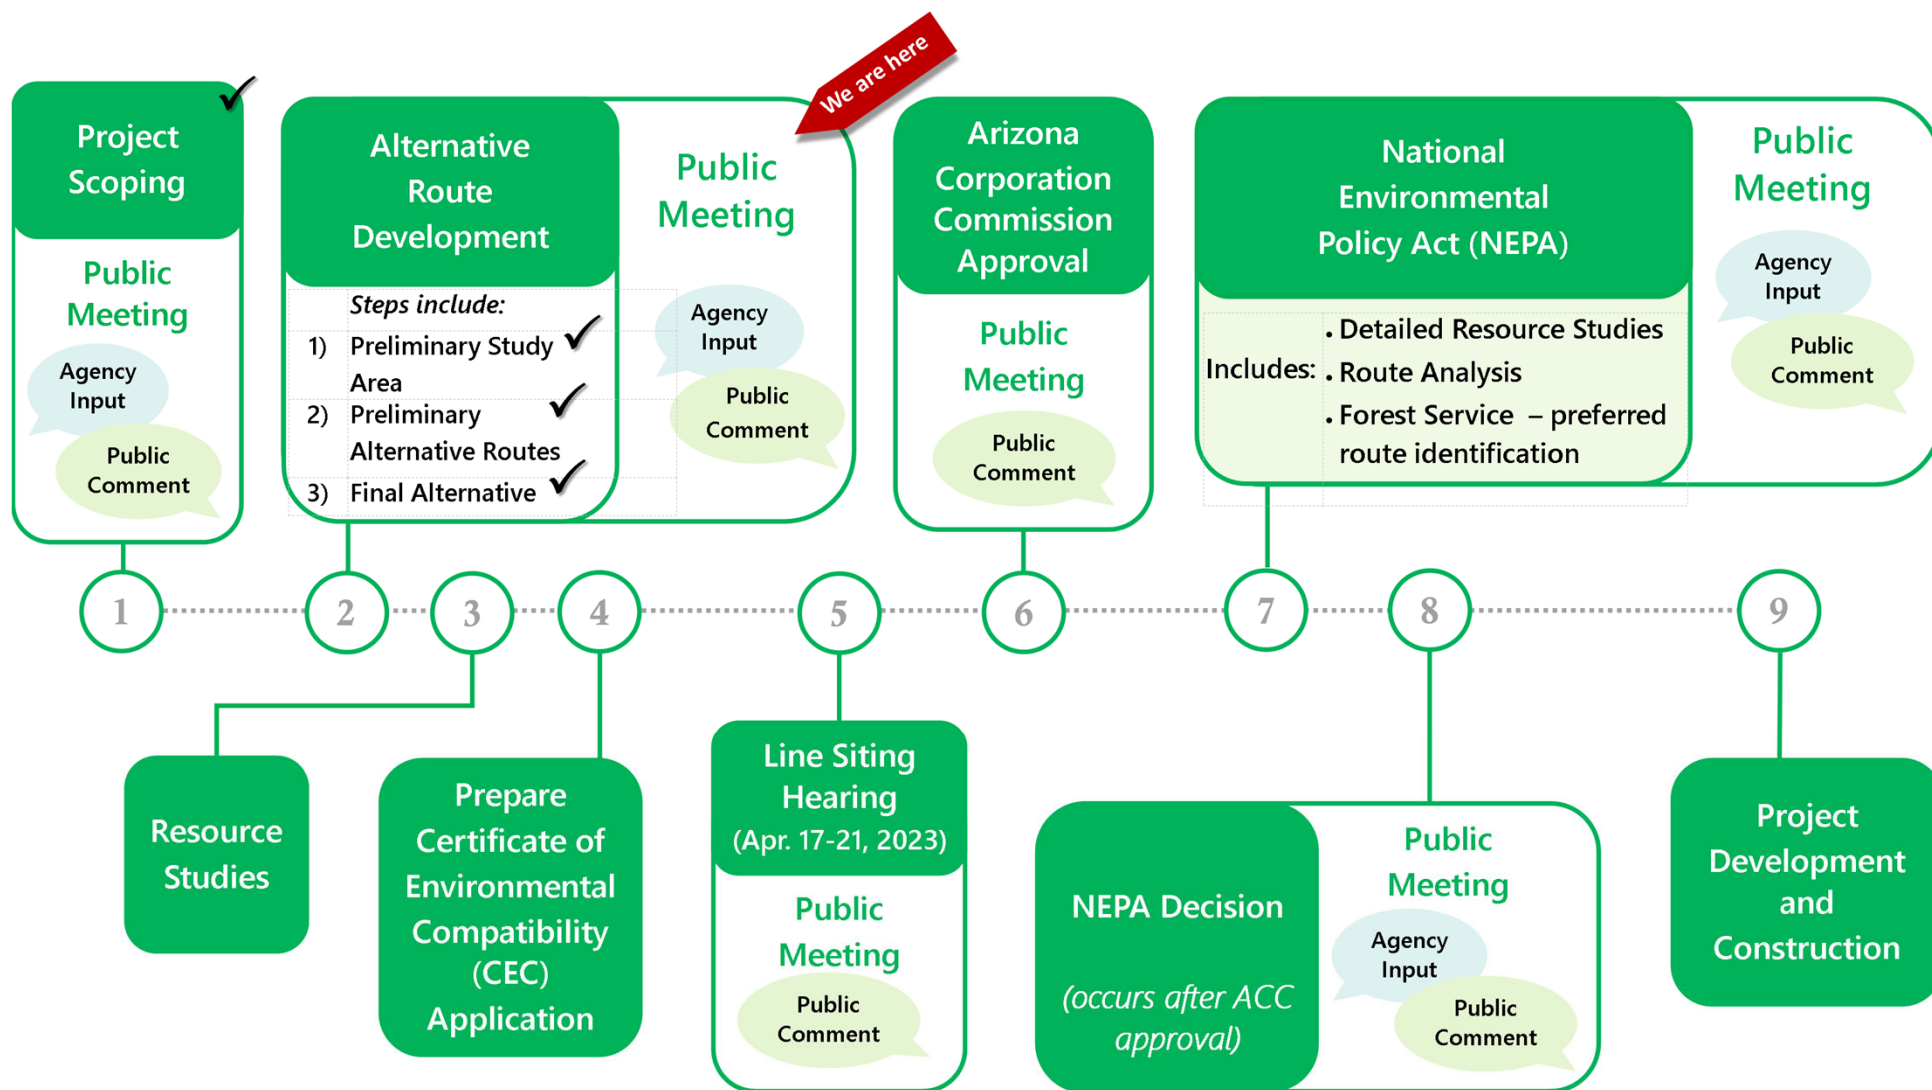 We are here
Project
Scoping
Public
Meeting
Agency
Input
Public
Comment
Alternative
Route
Development
Steps include:
1) Preliminary Study
Area
2) Preliminary
Alternative Routes
3) Final Alternative
Public
Meeting
Agency
Input
Public
Comment
Arizona
Corporation
Commission
Approval
Public
Meeting
Public
Comment
National
Environmental
Policy Act (NEPA)
Includes:
• Detailed Resource Studies
• Route Analysis
• Forest Service – preferred
route identification
Public
Meeting
Agency
Input
Public
Comment
1 2 3 4 5 6 7 8 9
Resource
Studies
Prepare
Certificate of
Environmental
Compatibility
(CEC)
Application
Line Siting
Hearing
(Apr. 17-21, 2023)
Public
Meeting
Public
Comment
NEPA Decision
(occurs after ACC
approval)
Public
Meeting
Agency
Input
Public
Comment
Project
Development
and
Construction